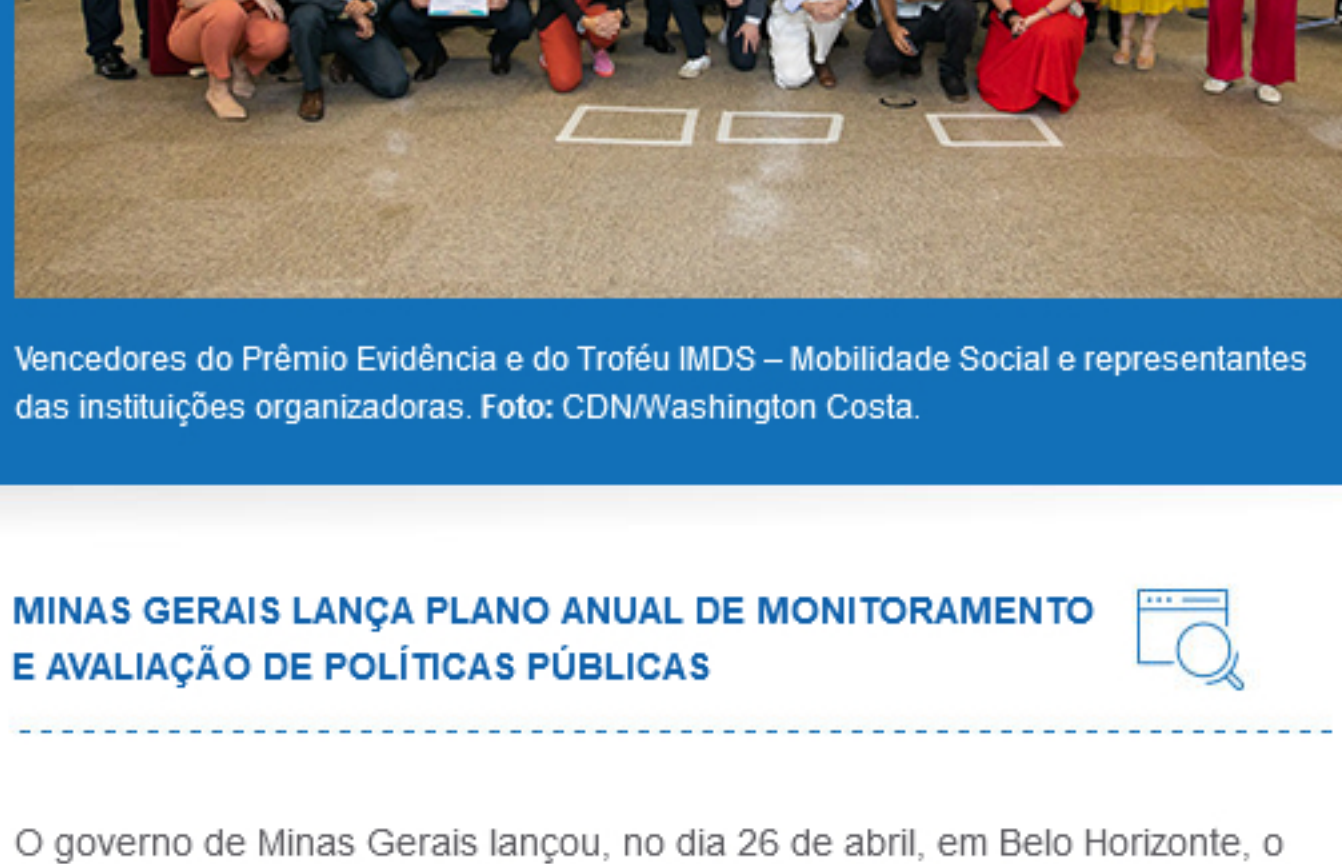 Vencedores do Prêmio Evidência e do Troféu IMDS – Mobilidade Social e representantes
das instituições organizadoras. Foto: CDN/Washington Costa.
MINAS GERAIS LANÇA PLANO ANUAL DE MONITORAMENTO
E AVALIAÇÃO DE POLÍTICAS PÚBLICAS
O governo de Minas Gerais lançou, no dia 26 de abril, em Belo Horizonte, o